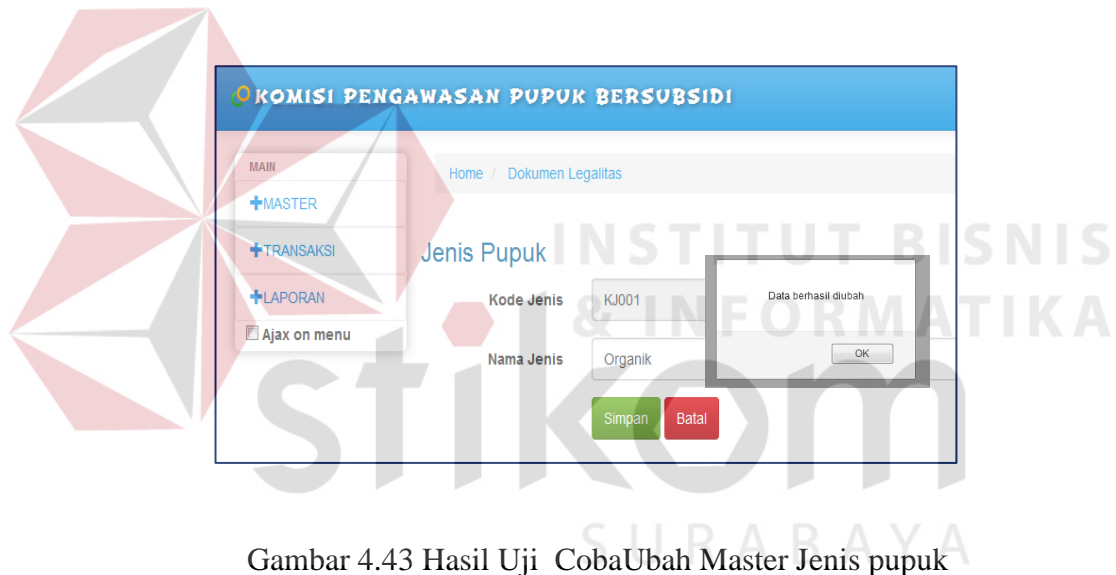 KOMISI PENGAWASAN PUPUK BERSUBSIDI
MAIN
MASTER
TRANSAKSI
LAPORAN
Ajax on menu
Home / Dokumen Legalitas
Jenis Pupuk
Kode Jenis
KJ001
Nama Jenis
Organik
Simpan
Batal
Data berhasil diubah
OK
INSTITUT BISNIS
& INFORMATIKA
stikom
SURABAYA
Gambar 4.43 Hasil Uji CobaUbah Master Jenis pupuk